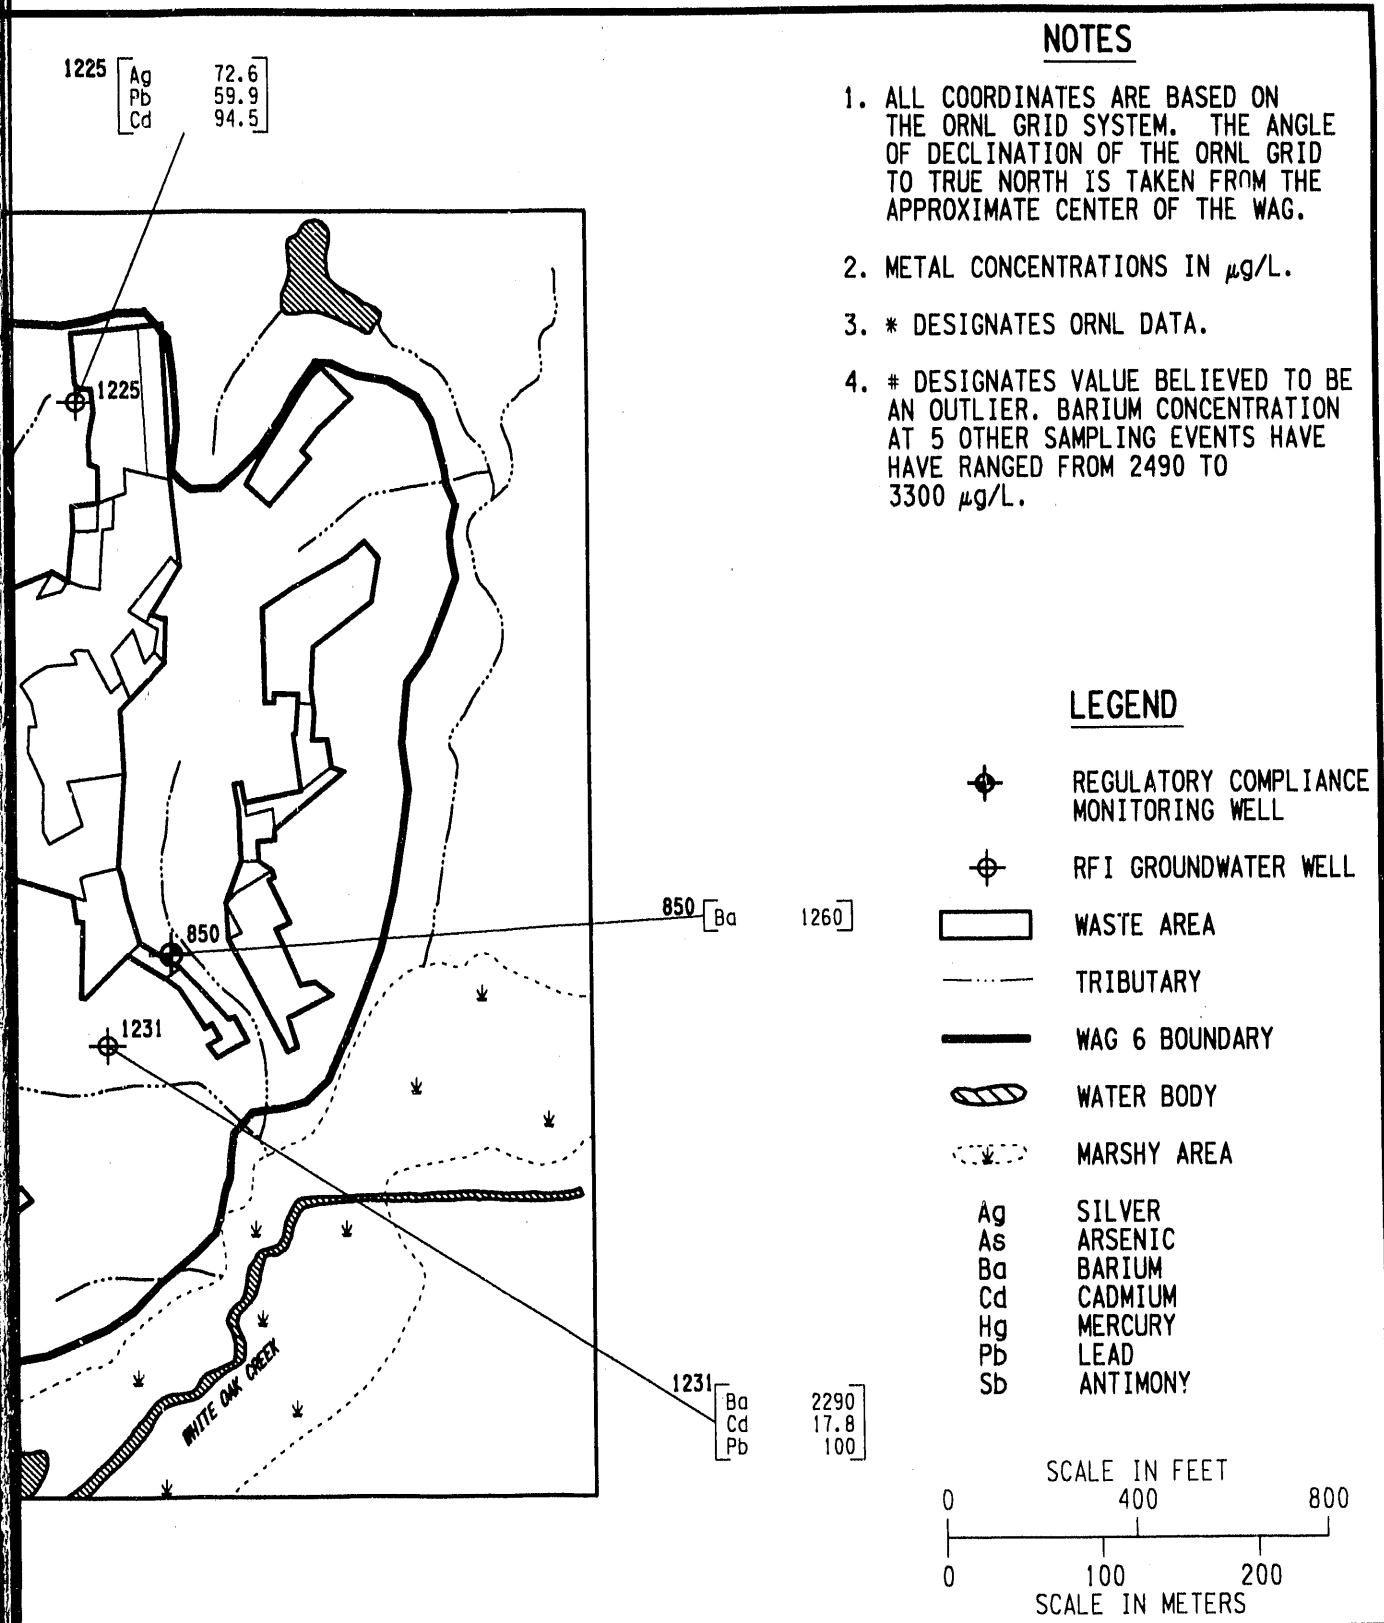 NOTES
1. ALL COORDINATES ARE BASED ON
THE ORNL GRID SYSTEM. THE ANGLE
OF DECLINATION OF THE ORNL GRID
TO TRUE NORTH IS TAKEN FROM THE
APPROXIMATE CENTER OF THE WAG.
2. METAL CONCENTRATIONS IN µg/L.
3. * DESIGNATES ORNL DATA.
4. # DESIGNATES VALUE BELIEVED TO BE
AN OUTLIER. BARIUM CONCENTRATION
AT 5 OTHER SAMPLING EVENTS HAVE
HAVE RANGED FROM 2490 TO
3300 µg/L.
1225
Ag 72.6
Pb 59.9
Cd 94.5
1225
850
850
Ba 1260
1231
1231
Ba 2290
Cd 17.8
Pb 100
WHITE OAK CREEK
LEGEND
REGULATORY COMPLIANCE
MONITORING WELL
RFI GROUNDWATER WELL
WASTE AREA
TRIBUTARY
WAG 6 BOUNDARY
WATER BODY
MARSHY AREA
Ag SILVER
As ARSENIC
Ba BARIUM
Cd CADMIUM
Hg MERCURY
Pb LEAD
Sb ANTIMONY
SCALE IN FEET
0 400 800
0 100 200
SCALE IN METERS